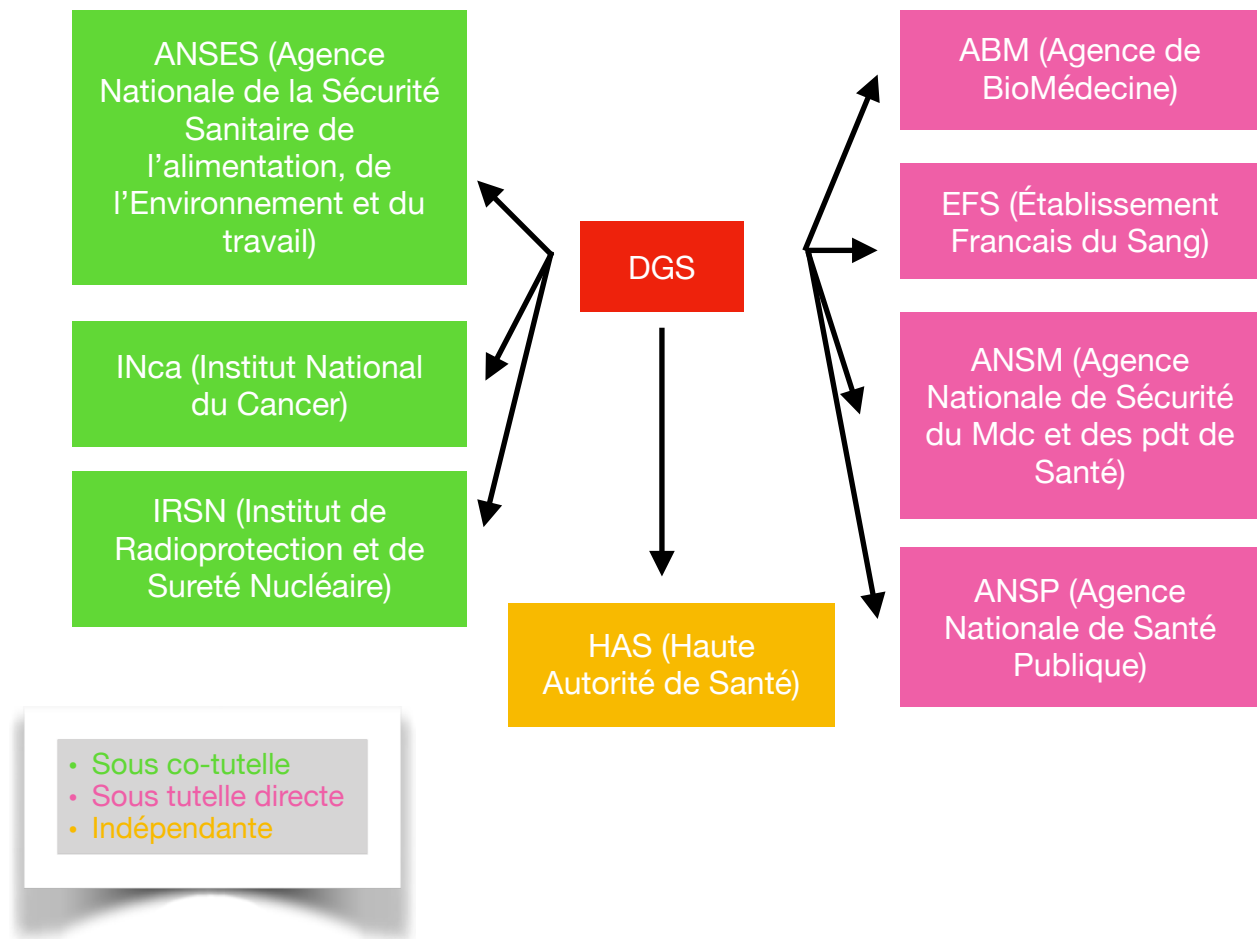 ANSES (Agence
Nationale de la Sécurité
Sanitaire de
l’alimentation, de
l’Environnement et du
travail)
INca (Institut National
du Cancer)
IRSN (Institut de
Radioprotection et de
Sureté Nucléaire)
DGS
HAS (Haute
Autorité de Santé)
ABM (Agence de
BioMédecine)
EFS (Établissement
Francais du Sang)
ANSM (Agence
Nationale de Sécurité
du Mdc et des pdt de
Santé)
ANSP (Agence
Nationale de Santé
Publique)
• Sous co-tutelle
• Sous tutelle directe
• Indépendante